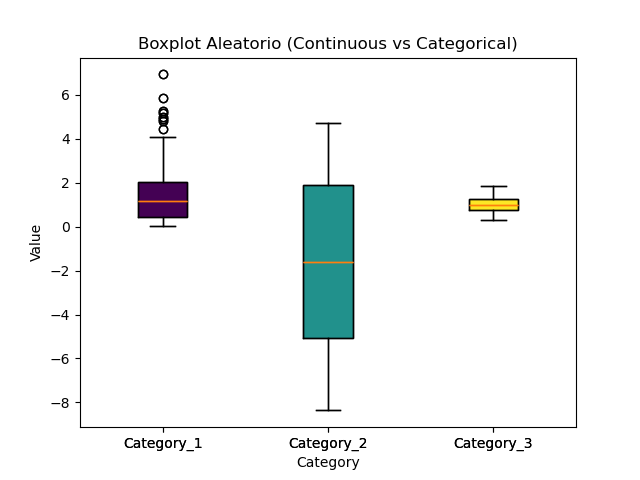 Boxplot Aleatorio (Continuous vs Categorical)
6
4
2
0
−2
−4
−6
−8
Value
Category_1 Category_2 Category_3
Category